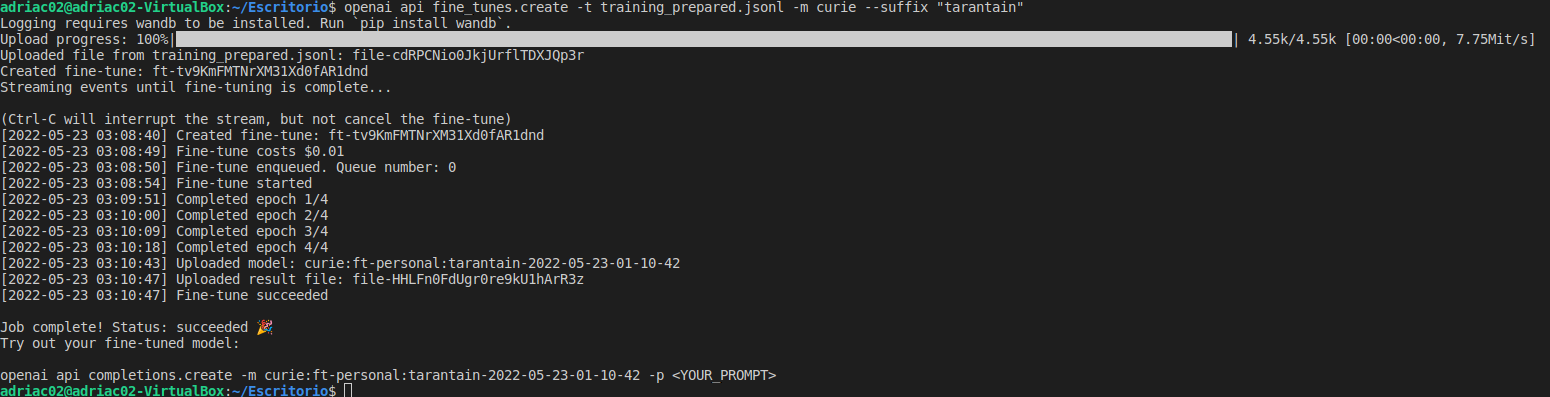 adriac02@adriac02-VirtualBox:~/Escritorio$ openai api fine_tunes.create -t training_prepared.jsonl -m curie --suffix "tarantain"
Logging requires wandb to be installed. Run `pip install wandb`.
Upload progress: 100%| | 4.55k/4.55k [00:00<00:00, 7.75Mit/s]
Uploaded file from training_prepared.jsonl: file-cdRPCNio0JkjUrflTDXJQp3r
Created fine-tune: ft-tv9KmFMTNrXM31Xd0fAR1dnd
Streaming events until fine-tuning is complete...
(Ctrl-C will interrupt the stream, but not cancel the fine-tune)
[2022-05-23 03:08:40] Created fine-tune: ft-tv9KmFMTNrXM31Xd0fAR1dnd
[2022-05-23 03:08:49] Fine-tune costs $0.01
[2022-05-23 03:08:50] Fine-tune enqueued. Queue number: 0
[2022-05-23 03:08:54] Fine-tune started
[2022-05-23 03:09:51] Completed epoch 1/4
[2022-05-23 03:10:00] Completed epoch 2/4
[2022-05-23 03:10:09] Completed epoch 3/4
[2022-05-23 03:10:18] Completed epoch 4/4
[2022-05-23 03:10:43] Uploaded model: curie:ft-personal:tarantain-2022-05-23-01-10-42
[2022-05-23 03:10:47] Uploaded result file: file-HHLFn0FdUgr0re9kU1hArR3z
[2022-05-23 03:10:47] Fine-tune succeeded
Job complete! Status: succeeded 🎉
Try out your fine-tuned model:
openai api completions.create -m curie:ft-personal:tarantain-2022-05-23-01-10-42 -p <YOUR_PROMPT>
adriac02@adriac02-VirtualBox:~/Escritorio$